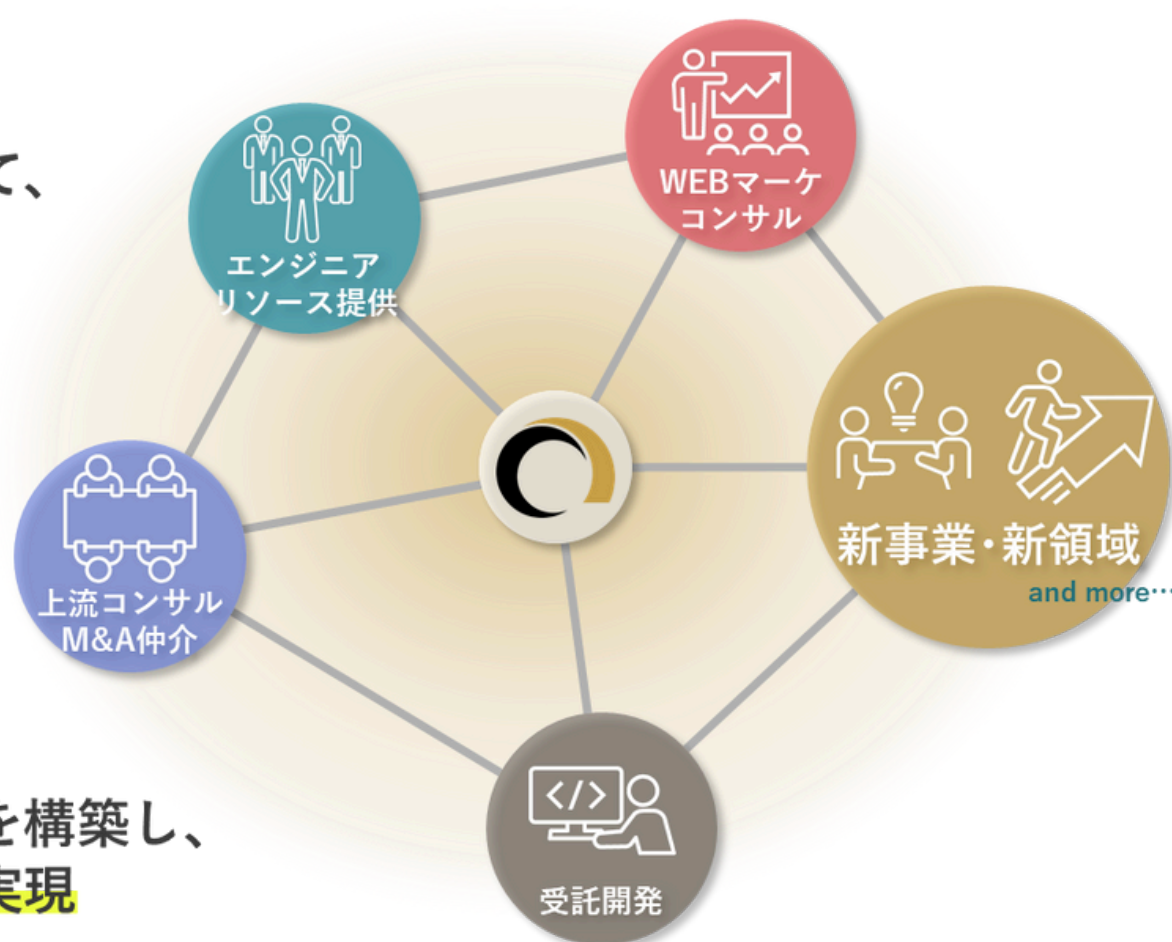 て、
WEBマーケ
コンサル
エンジニア
リソース提供
新事業・新領域
and more…
上流コンサル
M&A仲介
を構築し、
実現
</>
受託開発